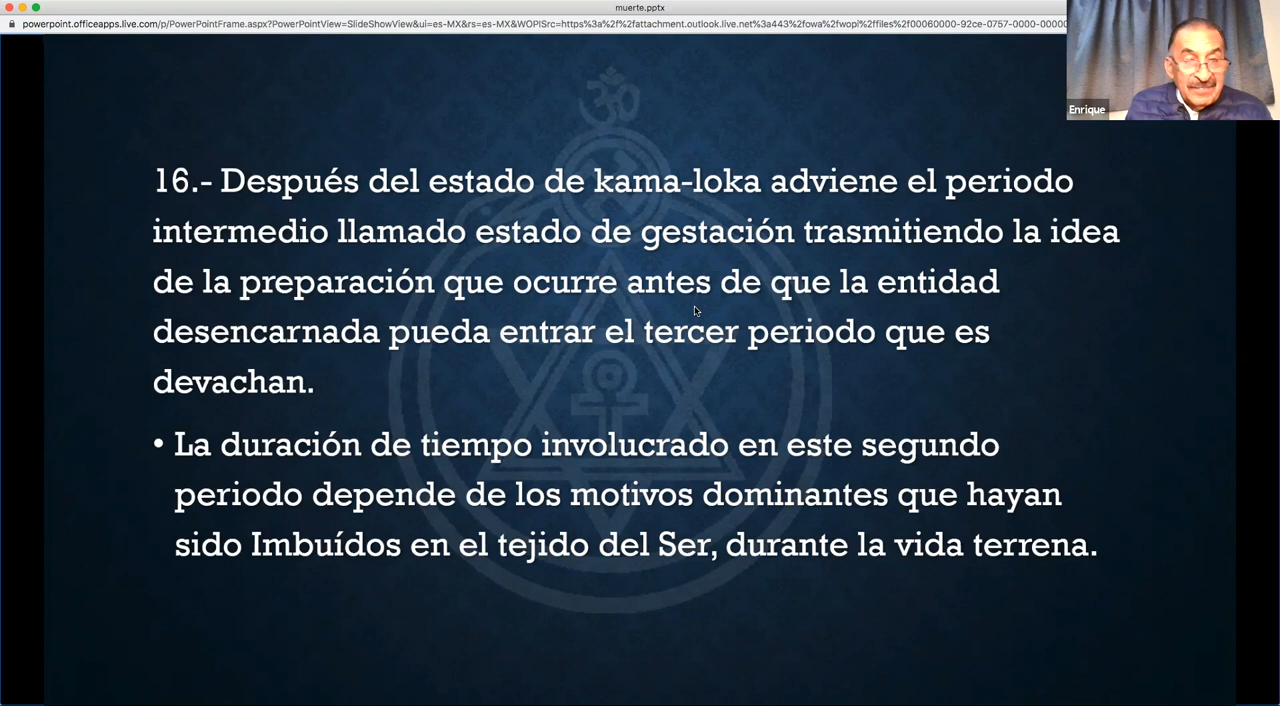 muerte.pptx
powerpoint.officeapps.live.com/p/PowerPointFrame.aspx?PowerPointView=SlideShowView&ui=es-MX&rs=es-MX&WOPISrc=https%3a%2f%2fattachment.outlook.live.net%3a443%2fowa%2fwopi%2ffiles%2f00060000-92ce-0757-0000-00000
Enrique
ॐ
16.- Después del estado de kama-loka adviene el periodo
intermedio llamado estado de gestación trasmitiendo la idea
de la preparación que ocurre antes de que la entidad
desencarnada pueda entrar el tercer periodo que es
devachan.
• La duración de tiempo involucrado en este segundo
periodo depende de los motivos dominantes que hayan
sido Imbuídos en el tejido del Ser, durante la vida terrena.